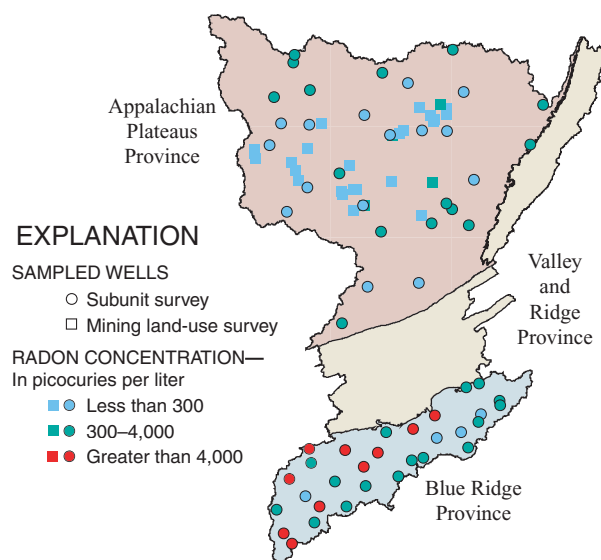 Appalachian
Plateaus
Province
EXPLANATION
SAMPLED WELLS
Subunit survey
Mining land-use survey
RADON CONCENTRATION—
In picocuries per liter
Less than 300
300–4,000
Greater than 4,000
Valley
and
Ridge
Province
Blue Ridge
Province